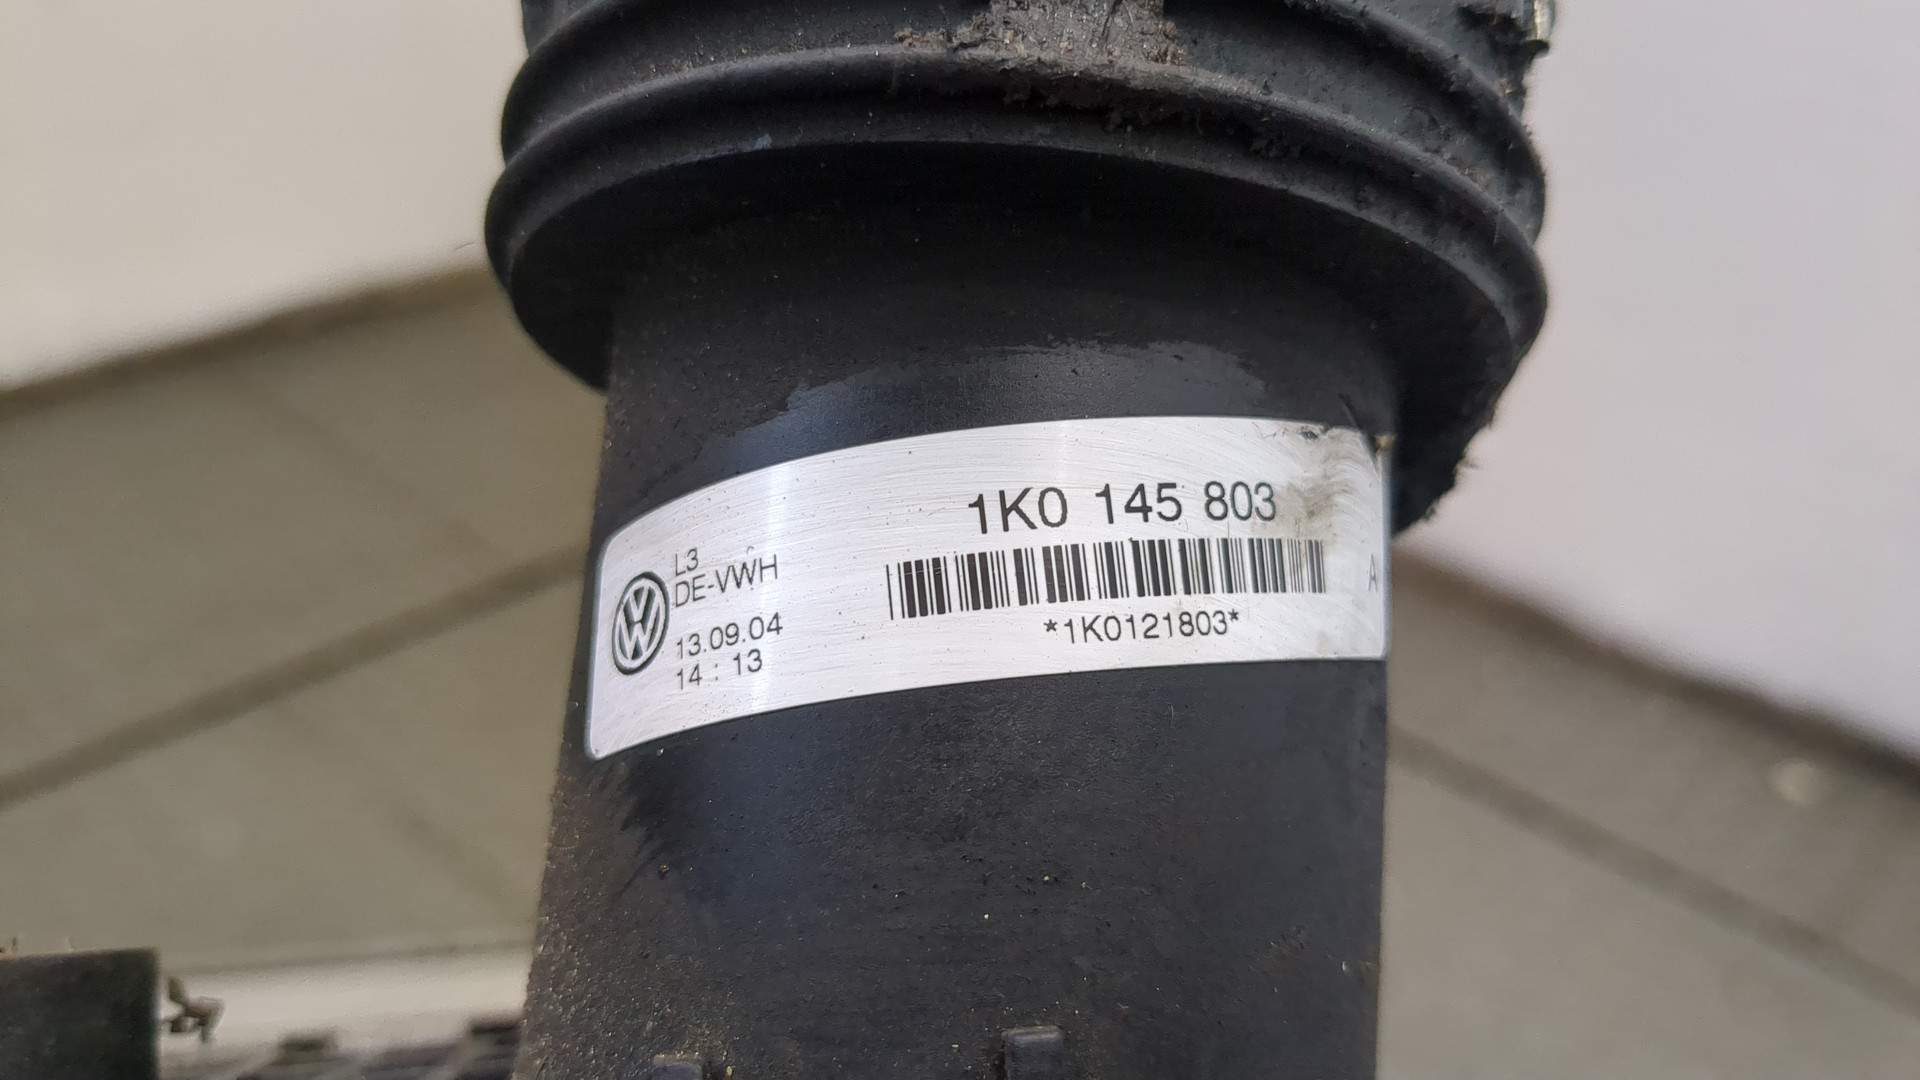 1K0 145 803
L3
DE-VWH
13.09.04
14 : 13
A
*1K0121803*